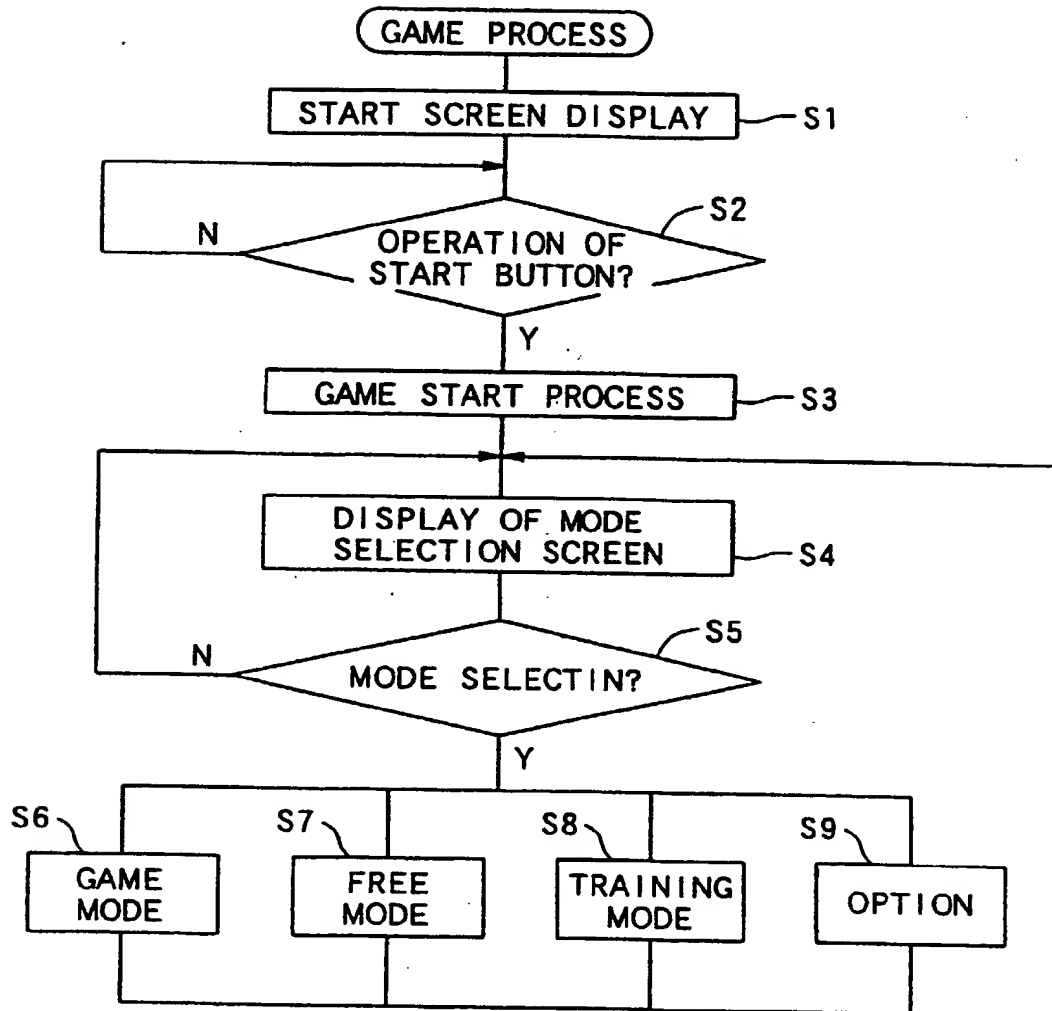 GAME PROCESS
START SCREEN DISPLAY
S1
S2
N
OPERATION OF
START BUTTON?
Y
GAME START PROCESS
S3
DISPLAY OF MODE
SELECTION SCREEN
S4
S5
N
MODE SELECTIN?
Y
S6
S7
S8
S9
GAME
MODE
FREE
MODE
TRAINING
MODE
OPTION